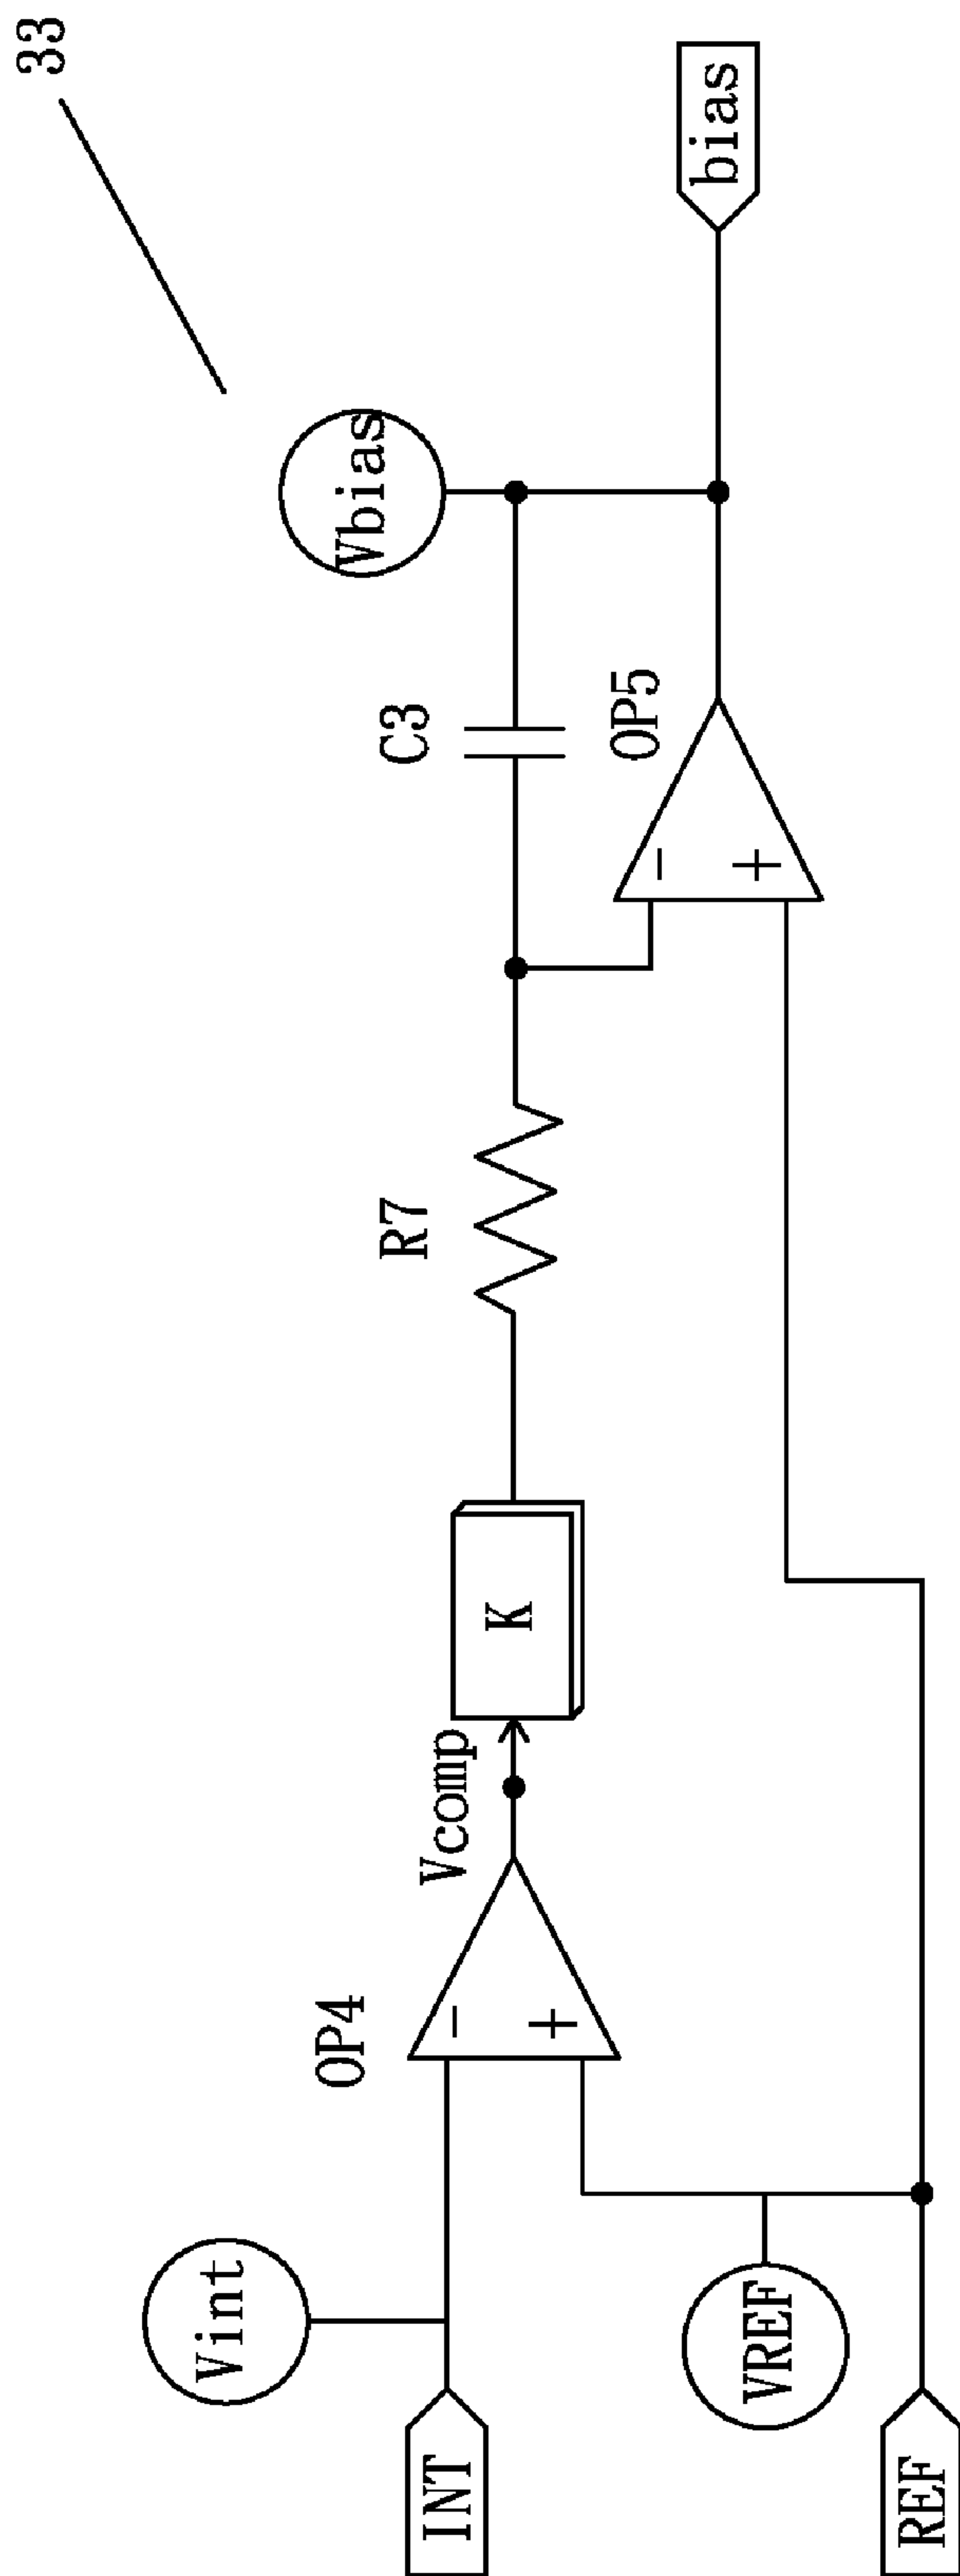 33
Vbias
bias
C3
OP5
-
+
R7
K
Vcomp
OP4
-
+
Vint
INT
VREF
REF